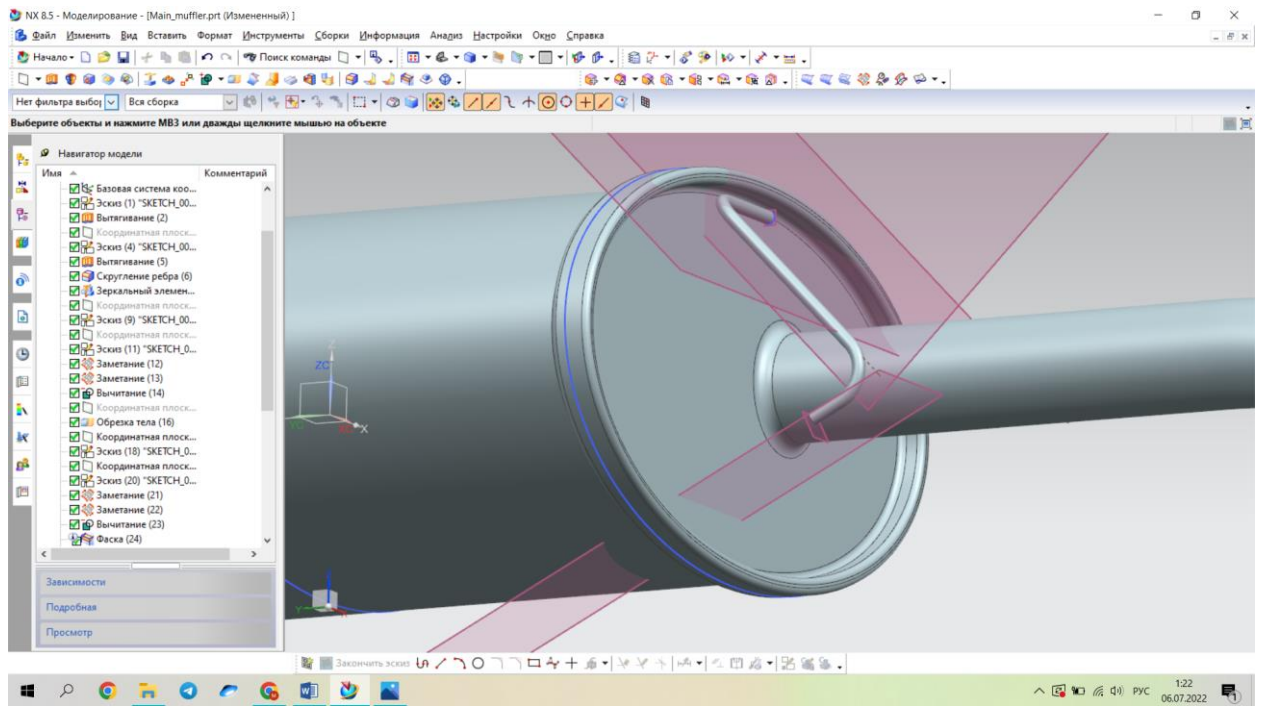 NX 8.5 - Моделирование - [Main_muffler.prt (Измененный) ]
Файл Изменить Вид Вставить Формат Инструменты Сборки Информация Анализ Настройки Окно Справка
Начало Поиск команды
Нет фильтра выбор Вся сборка
Выберите объекты и нажмите МВ3 или дважды щелкните мышью на объекте
Навигатор модели
Имя Комментарий
Базовая система коо...
Эскиз (1) "SKETCH_00...
Вытягивание (2)
Координатная плоск...
Эскиз (4) "SKETCH_00...
Вытягивание (5)
Скругление ребра (6)
Зеркальный элемен...
Координатная плоск...
Эскиз (9) "SKETCH_00...
Координатная плоск...
Эскиз (11) "SKETCH_0...
Заметание (12)
Заметание (13)
Вычитание (14)
Координатная плоск...
Обрезка тела (16)
Координатная плоск...
Эскиз (18) "SKETCH_0...
Координатная плоск...
Эскиз (20) "SKETCH_0...
Заметание (21)
Заметание (22)
Вычитание (23)
Фаска (24)
Зависимости
Подробная
Просмотр
Z
ZC
YC
X
Y
Закончить эскиз
РУС
1:22
06.07.2022